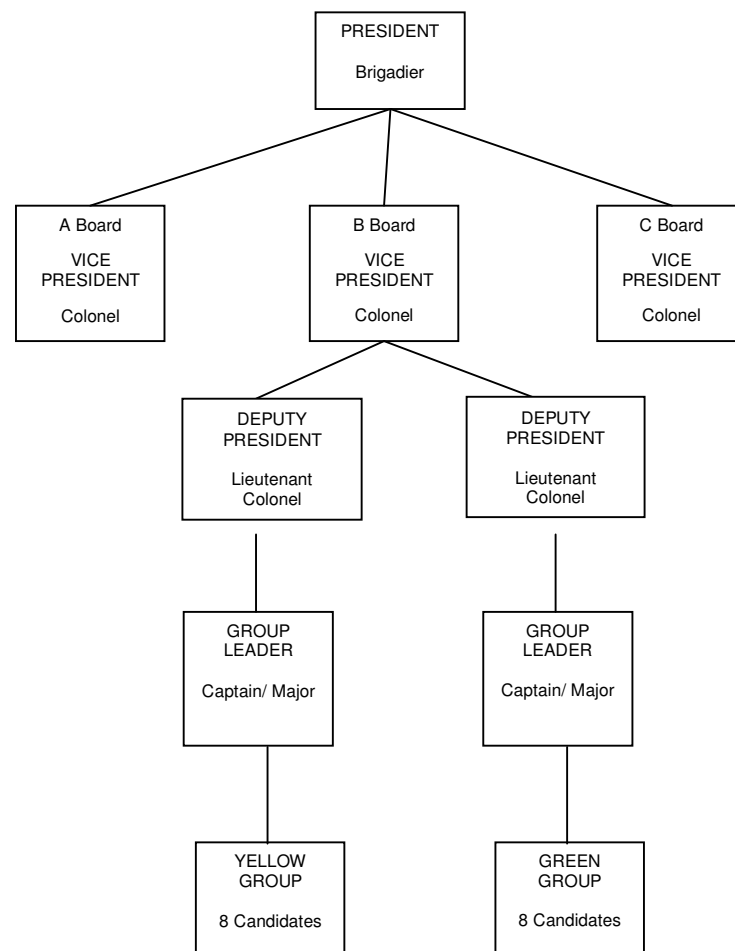 PRESIDENT
Brigadier
A Board
VICE
PRESIDENT
Colonel
B Board
VICE
PRESIDENT
Colonel
C Board
VICE
PRESIDENT
Colonel
DEPUTY
PRESIDENT
Lieutenant
Colonel
DEPUTY
PRESIDENT
Lieutenant
Colonel
GROUP
LEADER
Captain/ Major
GROUP
LEADER
Captain/ Major
YELLOW
GROUP
8 Candidates
GREEN
GROUP
8 Candidates